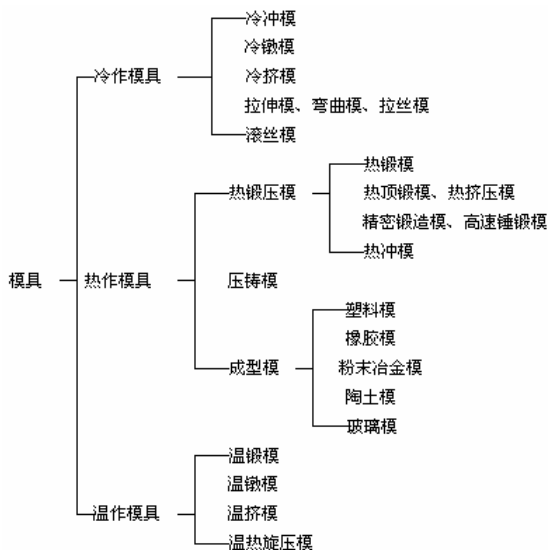 冷冲模
冷镦模
冷作模具
冷挤模
拉伸模、弯曲模、拉丝模
滚丝模
热锻模
热锻压模
热顶锻模、热挤压模
精密锻造模、高速锤锻模
热冲模
模具
热作模具
压铸模
塑料模
橡胶模
成型模
粉末冶金模
陶土模
玻璃模
温锻模
温镦模
温作模具
温挤模
温热旋压模